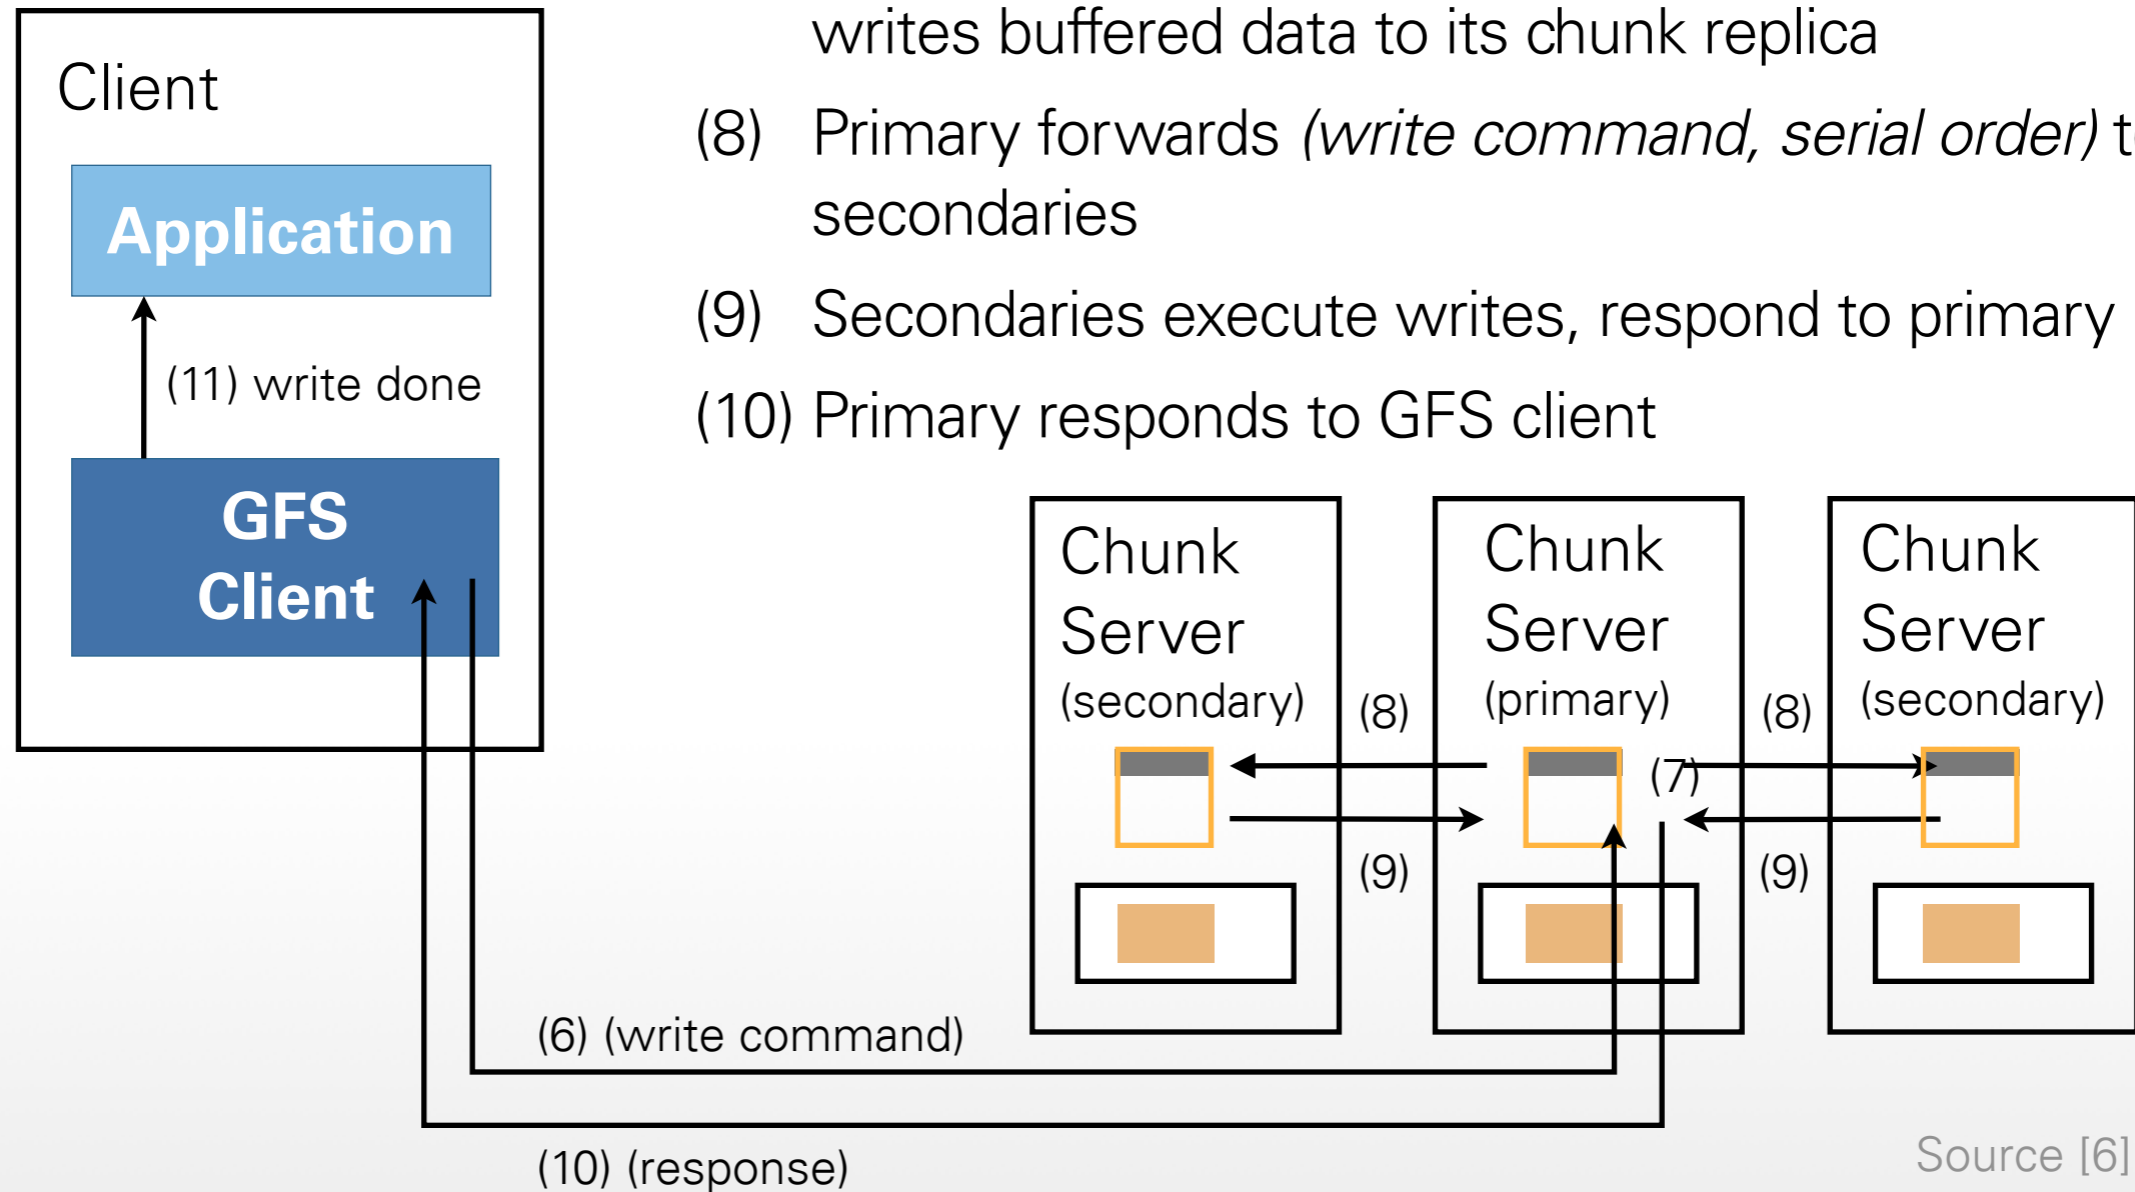 writes buffered data to its chunk replica
(8) Primary forwards (write command, serial order)
secondaries
(9) Secondaries execute writes, respond to primary
(10) Primary responds to GFS client
Client
Application
(11) write done
GFS
Client
Chunk
Server
(secondary)
(8)
(9)
Chunk
Server
(primary)
(7)
(8)
(9)
Chunk
Server
(secondary)
(6) (write command)
(10) (response)
Source [6]